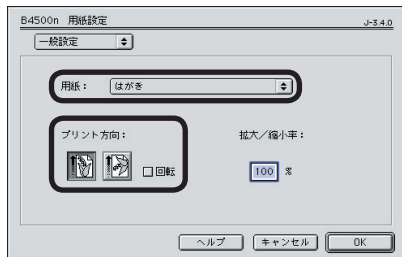 B4500n 用紙設定 J-3.4.0
一般設定
用紙： はがき
プリント方向： 拡大／縮小率：
回転 100 %
ヘルプ キャンセル OK